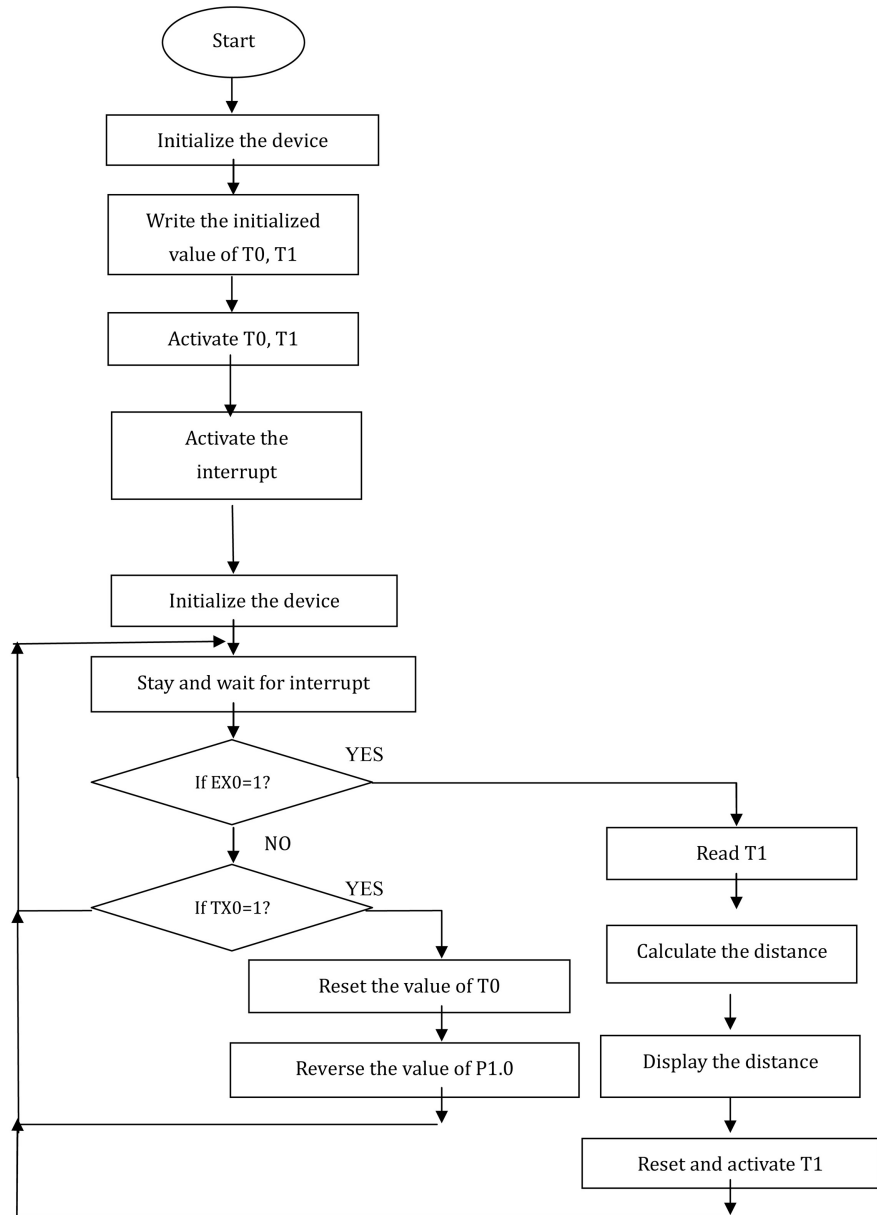 Start
Initialize the device
Write the initialized
value of T0, T1
Activate T0, T1
Activate the
interrupt
Initialize the device
Stay and wait for interrupt
If EX0=1?
YES
NO
If TX0=1?
YES
Reset the value of T0
Reverse the value of P1.0
Read T1
Calculate the distance
Display the distance
Reset and activate T1